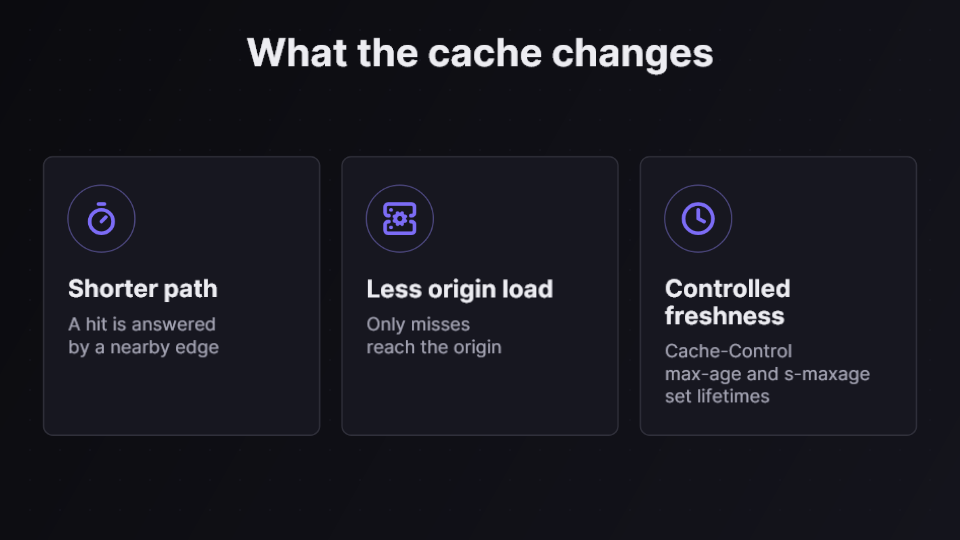 What the cache changes
Shorter path
A hit is answered
by a nearby edge
Less origin load
Only misses
reach the origin
Controlled
freshness
Cache-Control
max-age and s-maxage
set lifetimes